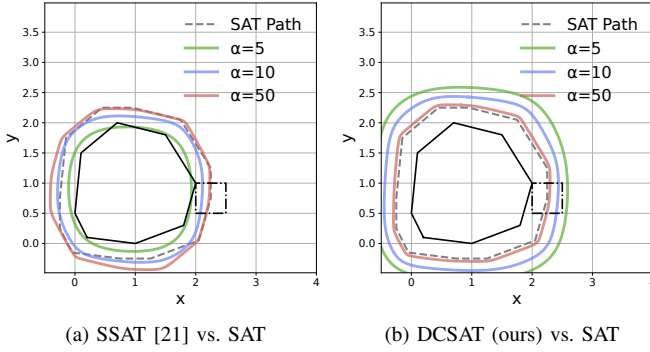 3.5
3.0
2.5
2.0
1.5
1.0
0.5
0.0
y
0
1
2
3
4
x
SAT Path
α=5
α=10
α=50
3.5
3.0
2.5
2.0
1.5
1.0
0.5
0.0
y
0
1
2
3
4
x
SAT Path
α=5
α=10
α=50
(a) SSAT [21] vs. SAT
(b) DCSAT (ours) vs. SAT